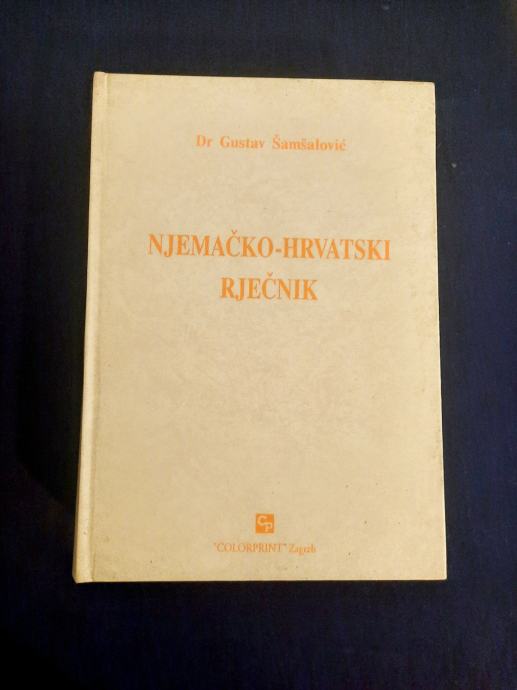 Dr Gustav Šamšalović
NJEMAČKO-HRVATSKI
RJEČNIK
CP
"COLORPRINT" Zagreb